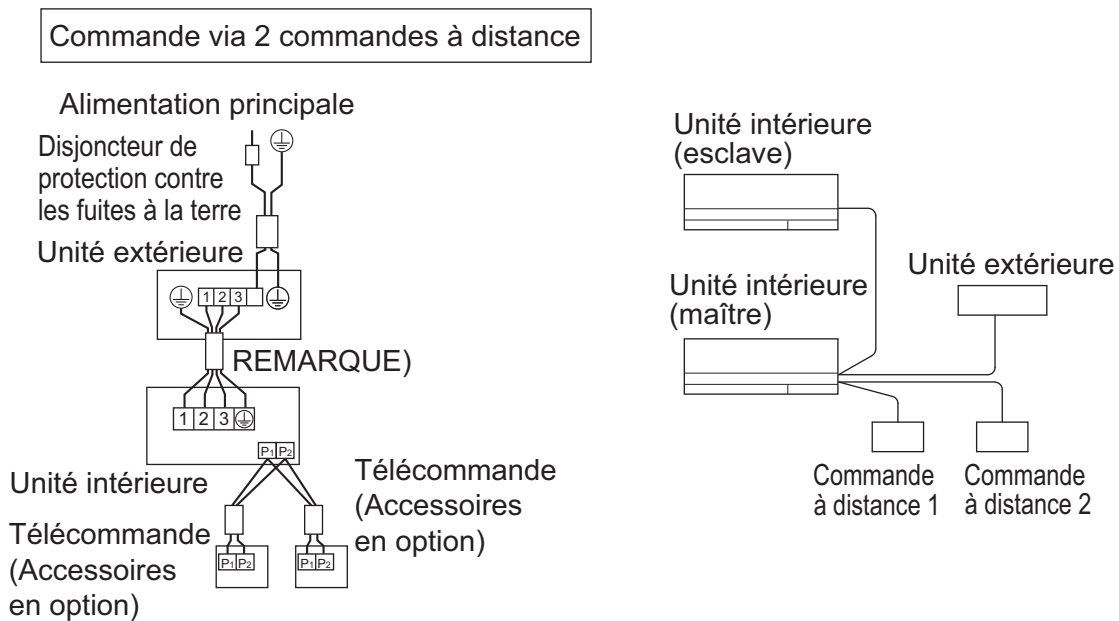 Commande via 2 commandes à distance
Alimentation principale
Disjoncteur de
protection contre
les fuites à la terre
Unité extérieure
1 2 3
REMARQUE)
1 2 3
P1 P2
Unité intérieure
Télécommande
(Accessoires
en option)
Télécommande
(Accessoires
en option)
P1 P2
P1 P2
Unité intérieure
(esclave)
Unité intérieure
(maître)
Unité extérieure
Commande
à distance 1
Commande
à distance 2